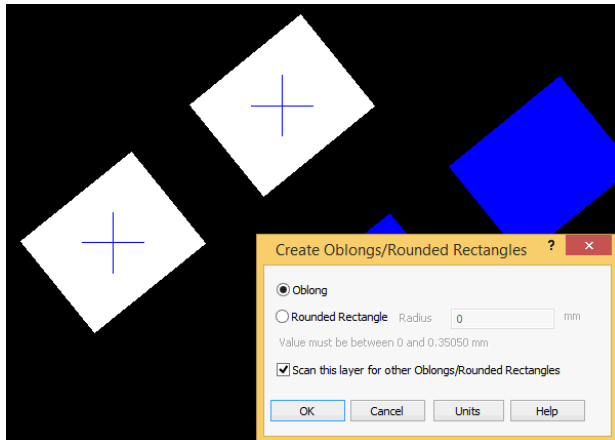 Create Oblongs/Rounded Rectangles ? ×
Oblong
Rounded Rectangle Radius 0 mm
Value must be between 0 and 0.35050 mm
Scan this layer for other Oblongs/Rounded Rectangles
OK Cancel Units Help